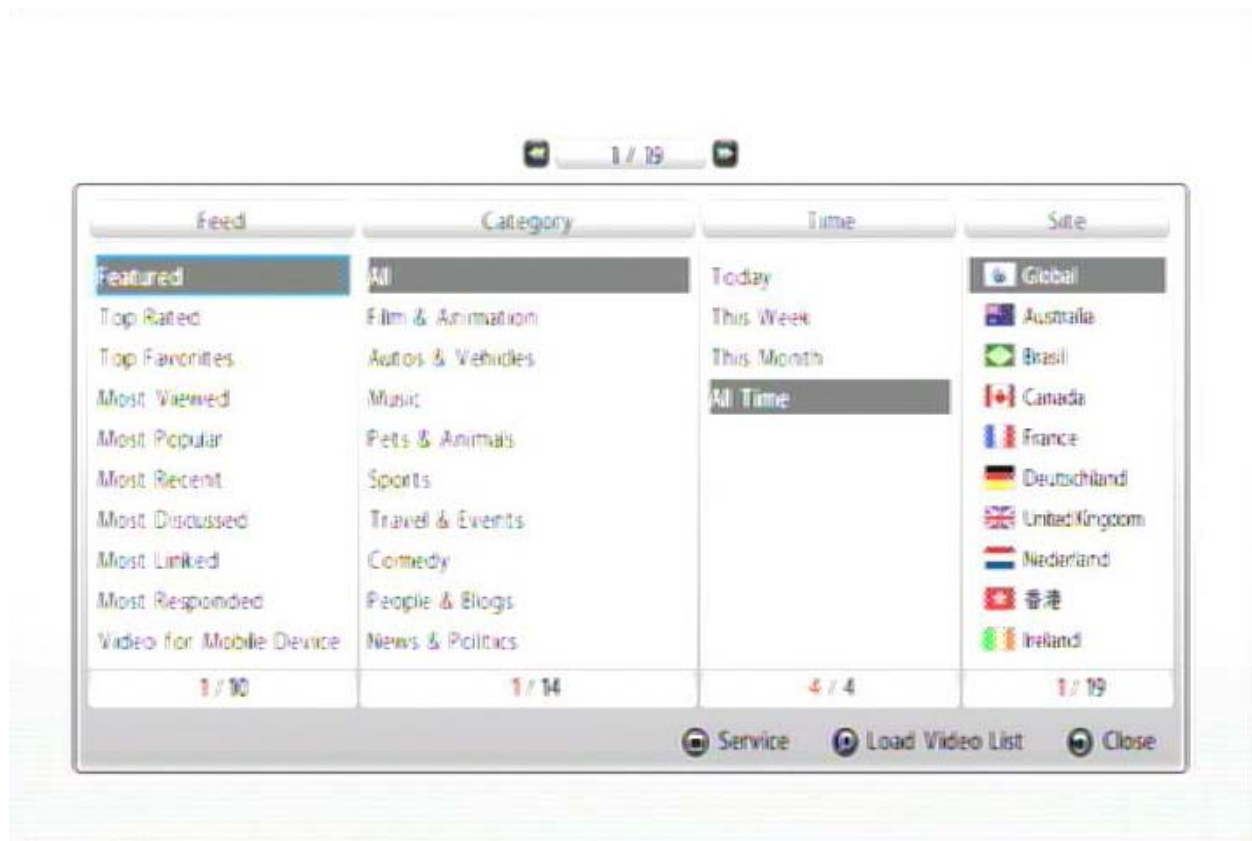 1 / 19
Feed Category Time Site
Featured All Today Global
Top Rated Film & Animation This Week Australia
Top Favorites Autos & Vehicles This Month Brasil
Most Viewed Music All Time Canada
Most Popular Pets & Animals France
Most Recent Sports Deutschland
Most Discussed Travel & Events United Kingdom
Most Linked Comedy Nederland
Most Responded People & Blogs 香港
Video for Mobile Device News & Politics Ireland
1 / 10 1 / 14 4 / 4 1 / 19
Service Load Video List Close